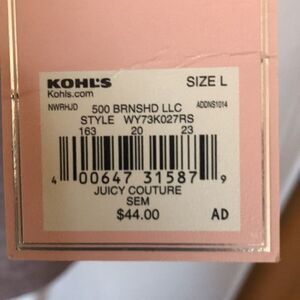 KOHL'S SIZE L
Kohls.com
NWRHJD 500 BRNSHD LLC ADDNS1014
STYLE WY73K027RS
163 20 23
4 00647 31587 9
JUICY COUTURE
SEM
$44.00 AD